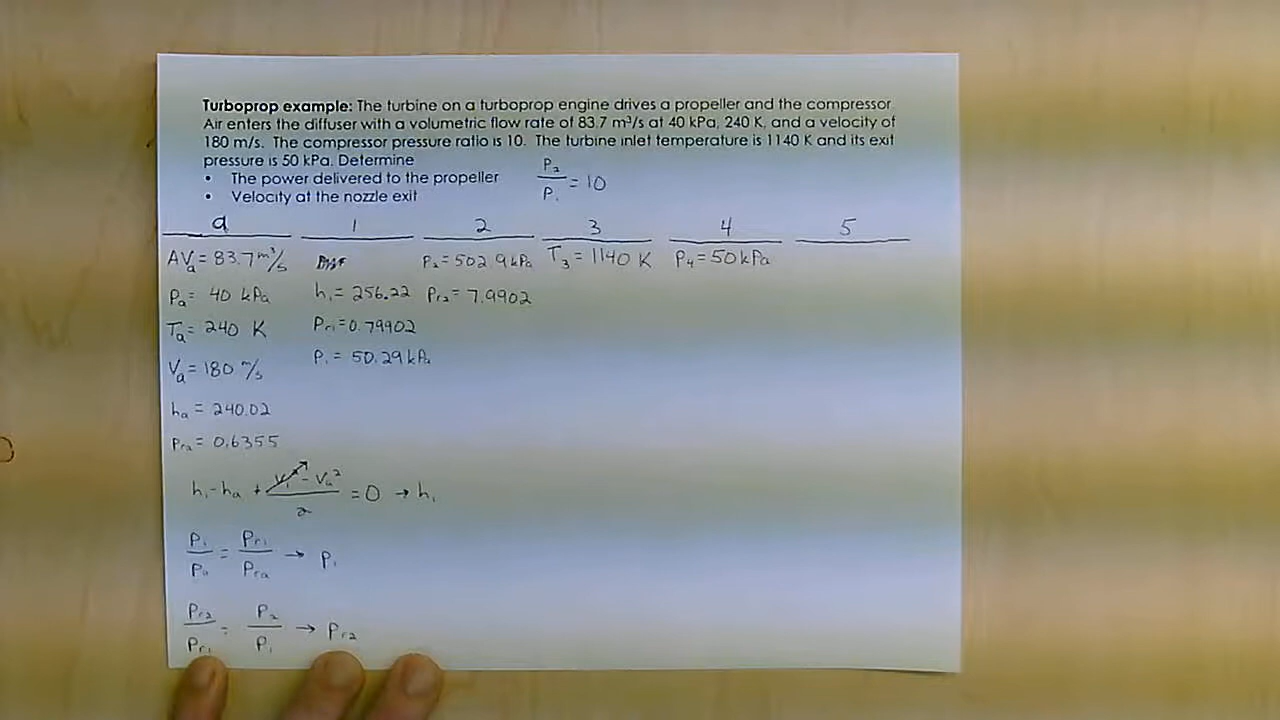 Turboprop example: The turbine on a turboprop engine drives a propeller and the compressor.
Air enters the diffuser with a volumetric flow rate of 83.7 m³/s at 40 kPa, 240 K, and a velocity of
180 m/s. The compressor pressure ratio is 10. The turbine inlet temperature is 1140 K and its exit
pressure is 50 kPa. Determine
• The power delivered to the propeller
• Velocity at the nozzle exit
P₂/P₁ = 10
a 1 2 3 4 5
AVₐ = 83.7 m³/s P₂ = 502.9 kPa T₃ = 1140 K P₄ = 50 kPa
Pₐ = 40 kPa h₁ = 256.22 Pr₂ = 7.9902
Tₐ = 240 K Pr₁ = 0.79902
Vₐ = 180 m/s P₁ = 50.29 kPa
hₐ = 240.02
Prₐ = 0.6355
h₁ - hₐ + (V₁² - Vₐ²)/2 = 0 → h₁
P₁/Pₐ = Pr₁/Prₐ → P₁
Pr₂/Pr₁ = P₂/P₁ → Pr₂